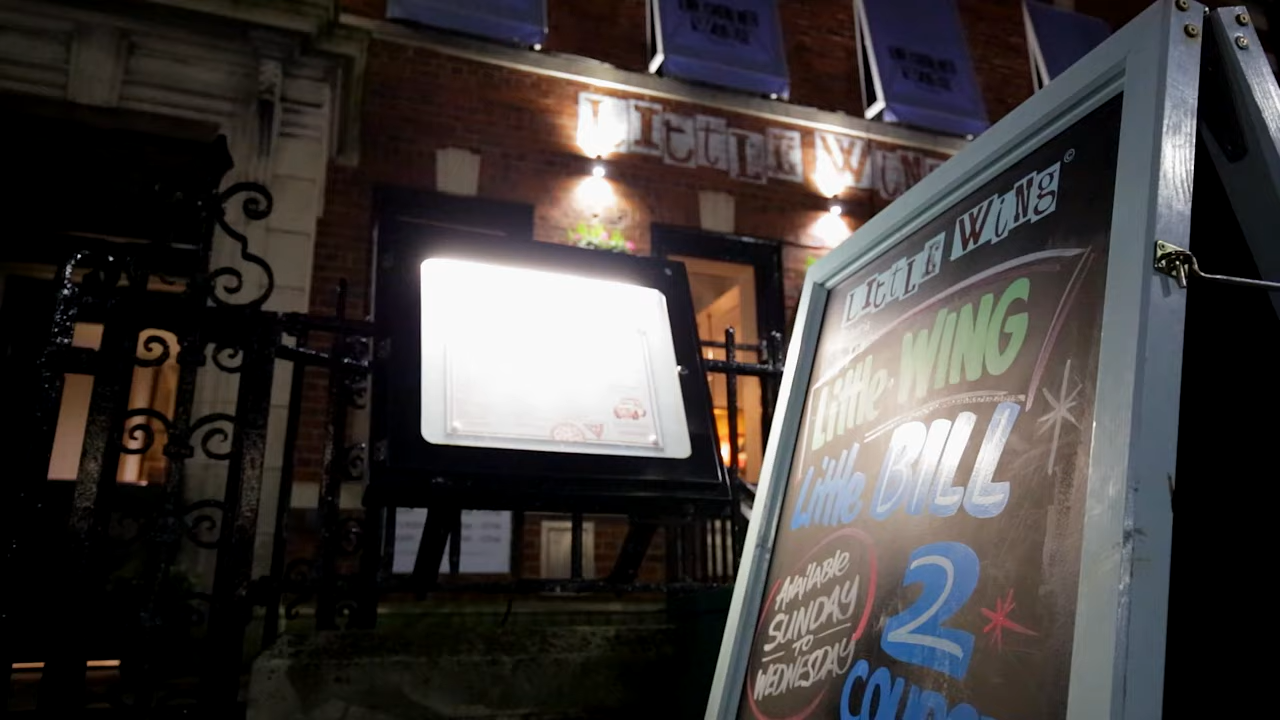 LIttLE WING
LIttLE WiNg ©
Little WING
Little BILL
AVAilABlE
SUNDAY
TO
WEDNESDAY
2